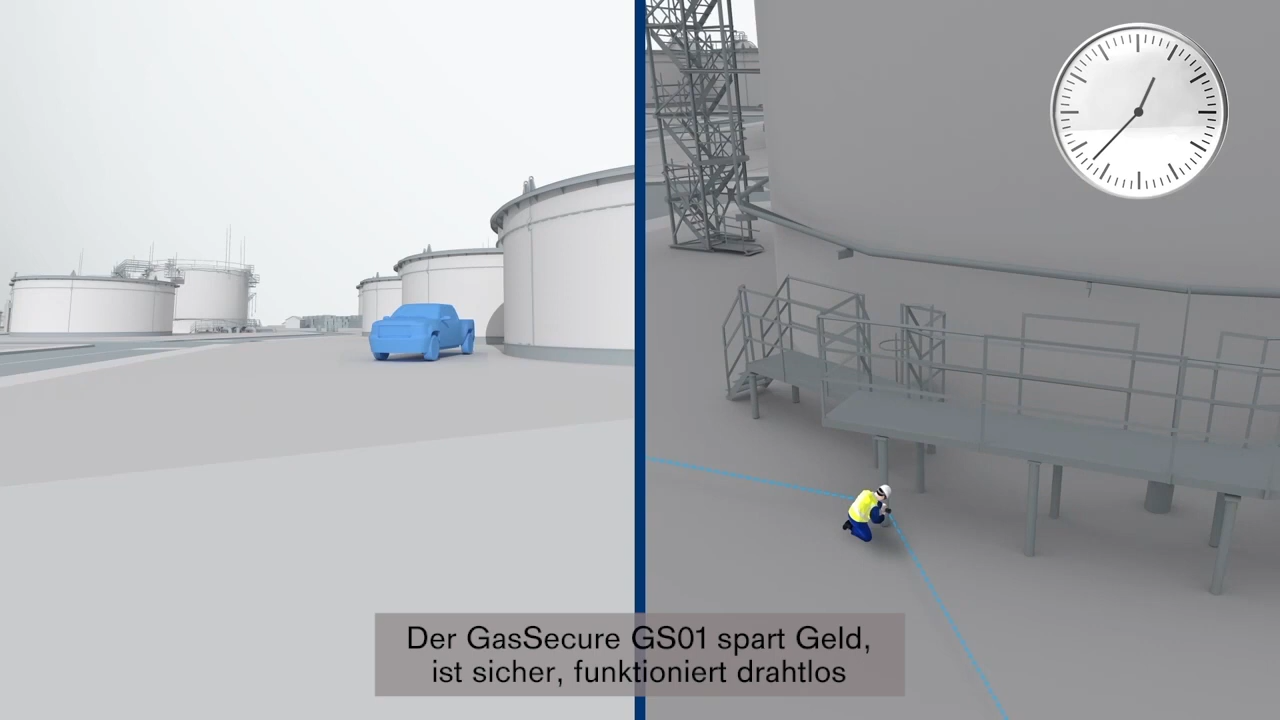 Der GasSecure GS01 spart Geld,
ist sicher, funktioniert drahtlos